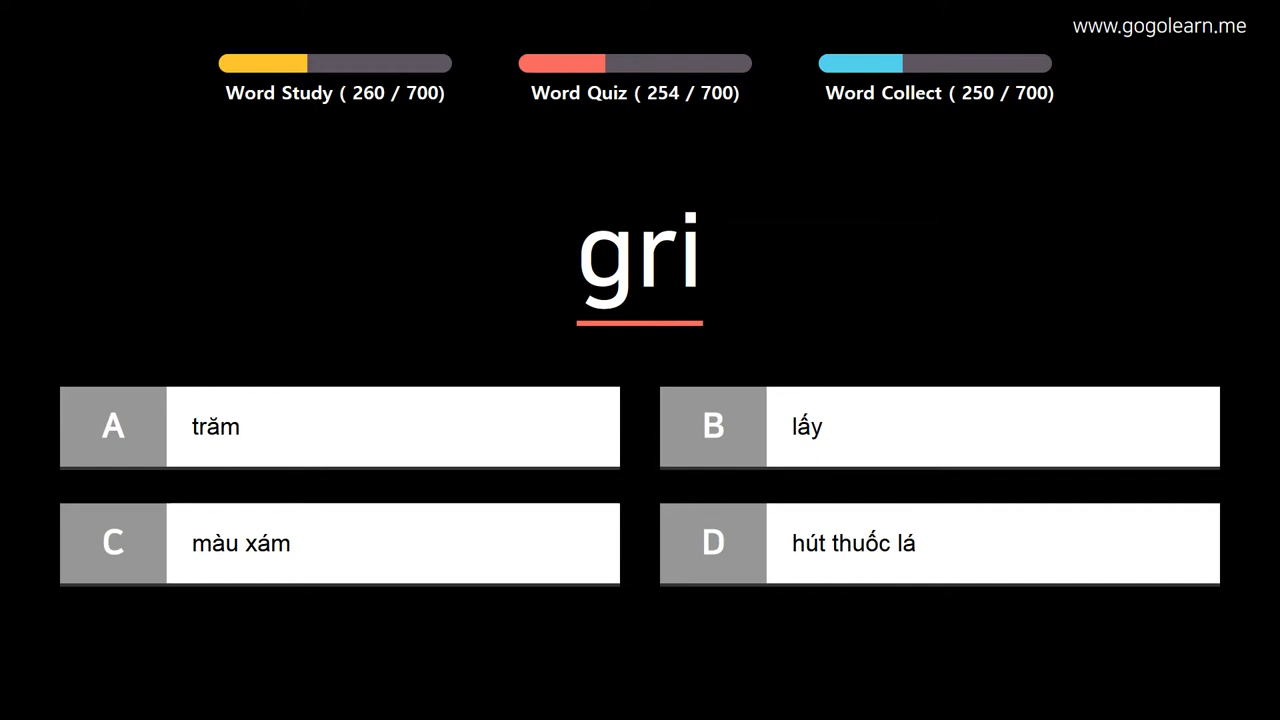 www.gogolearn.me
Word Study ( 260 / 700)
Word Quiz ( 254 / 700)
Word Collect ( 250 / 700)
gri
A
trăm
B
lấy
C
màu xám
D
hút thuốc lá